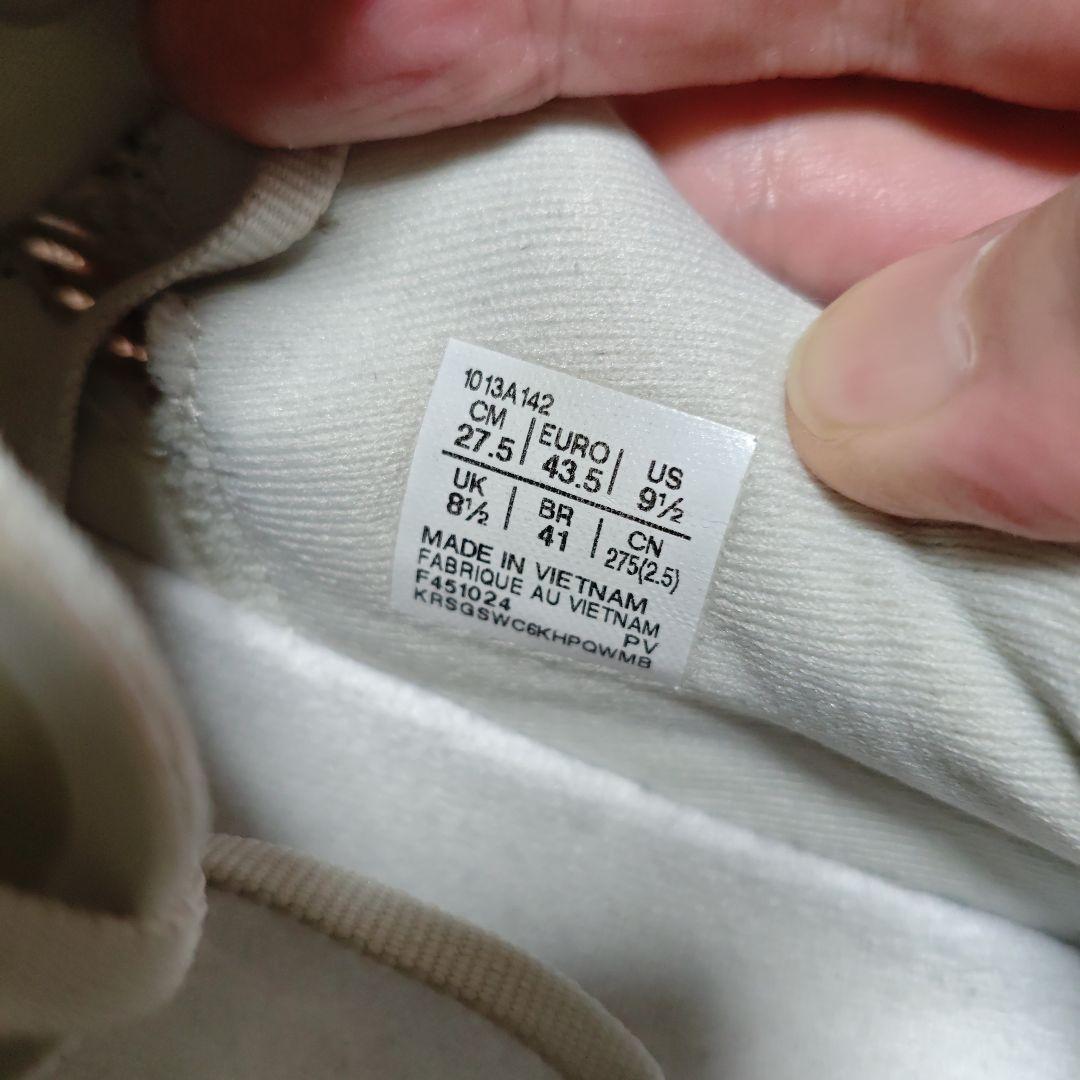 1013A142
CM EURO US
27.5 43.5 9½
UK BR CN
8½ 41 275(2.5)
MADE IN VIETNAM
FABRIQUE AU VIETNAM
F451024 PV
KRSGSWC6KHPQWMB